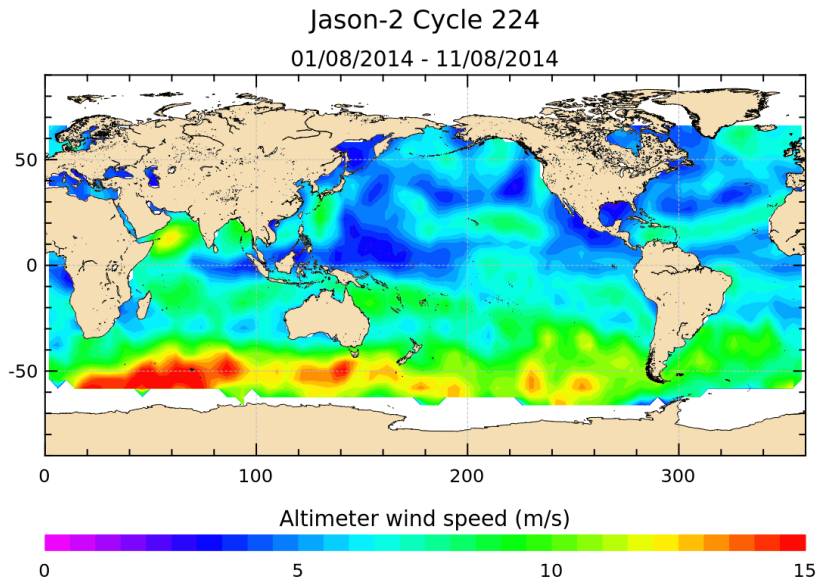 Jason-2 Cycle 224
01/08/2014 - 11/08/2014
50
0
-50
0 100 200 300
Altimeter wind speed (m/s)
0 5 10 15